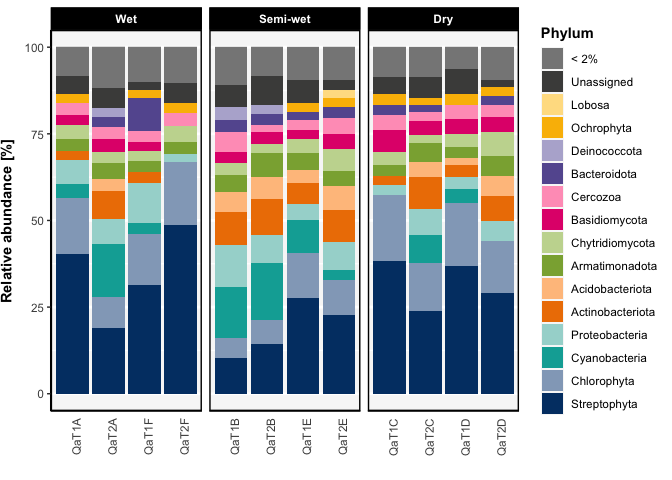 Wet Semi-wet Dry
Relative abundance [%]
100
75
50
25
0
QaT1A QaT2A QaT1F QaT2F QaT1B QaT2B QaT1E QaT2E QaT1C QaT2C QaT1D QaT2D
Phylum
< 2%
Unassigned
Lobosa
Ochrophyta
Deinococcota
Bacteroidota
Cercozoa
Basidiomycota
Chytridiomycota
Armatimonadota
Acidobacteriota
Actinobacteriota
Proteobacteria
Cyanobacteria
Chlorophyta
Streptophyta